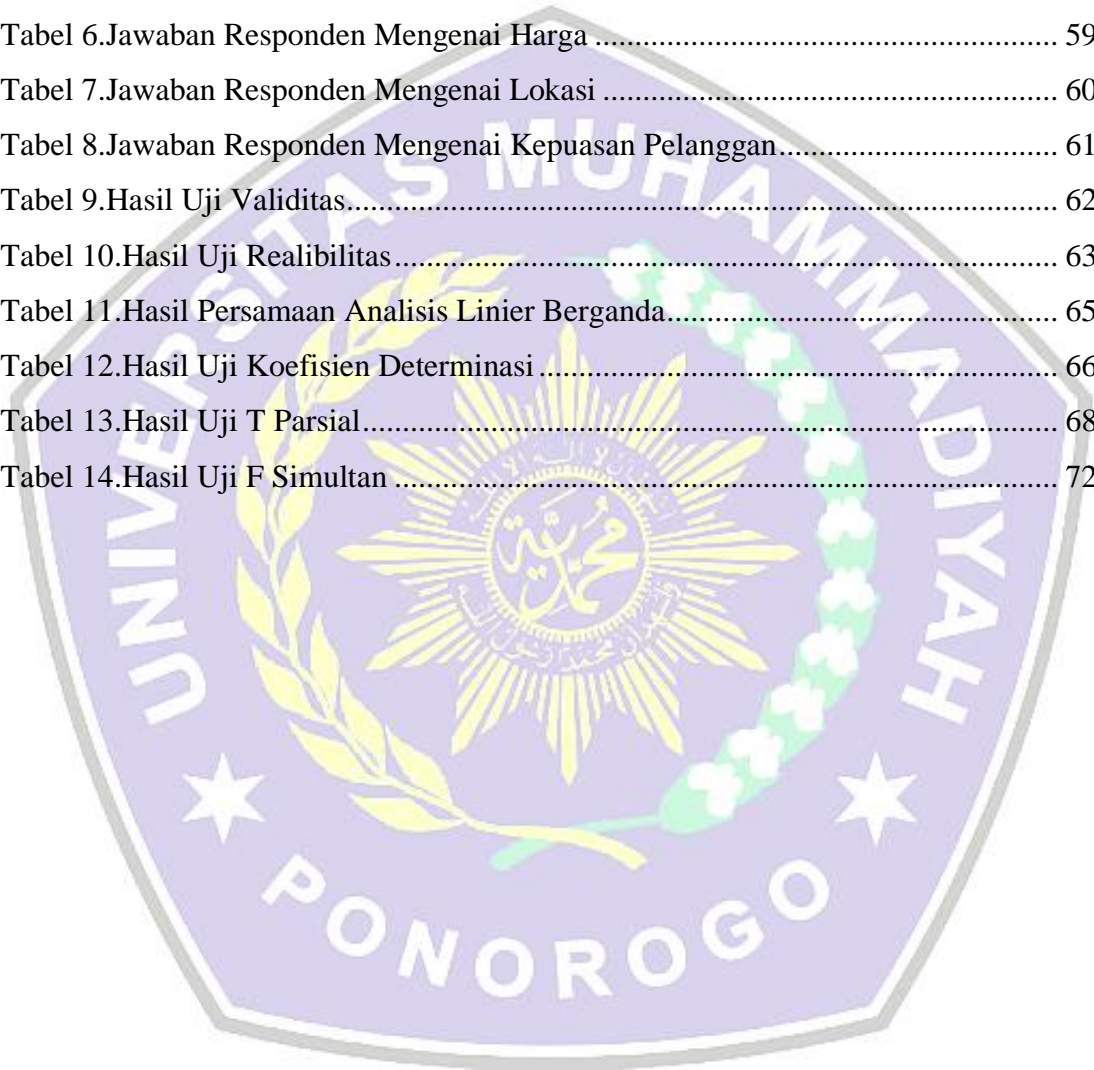 Tabel 6.Jawaban Responden Mengenai Harga ........................................................... 59
Tabel 7.Jawaban Responden Mengenai Lokasi .......................................................... 60
Tabel 8.Jawaban Responden Mengenai Kepuasan Pelanggan................................... 61
Tabel 9.Hasil Uji Validitas.......................................................................................... 62
Tabel 10.Hasil Uji Realibilitas.................................................................................... 63
Tabel 11.Hasil Persamaan Analisis Linier Berganda.................................................. 65
Tabel 12.Hasil Uji Koefisien Determinasi .................................................................. 66
Tabel 13.Hasil Uji T Parsial........................................................................................ 68
Tabel 14.Hasil Uji F Simultan .................................................................................... 72
UNIVERSITAS MUHAMMADIYAH
PONOROGO